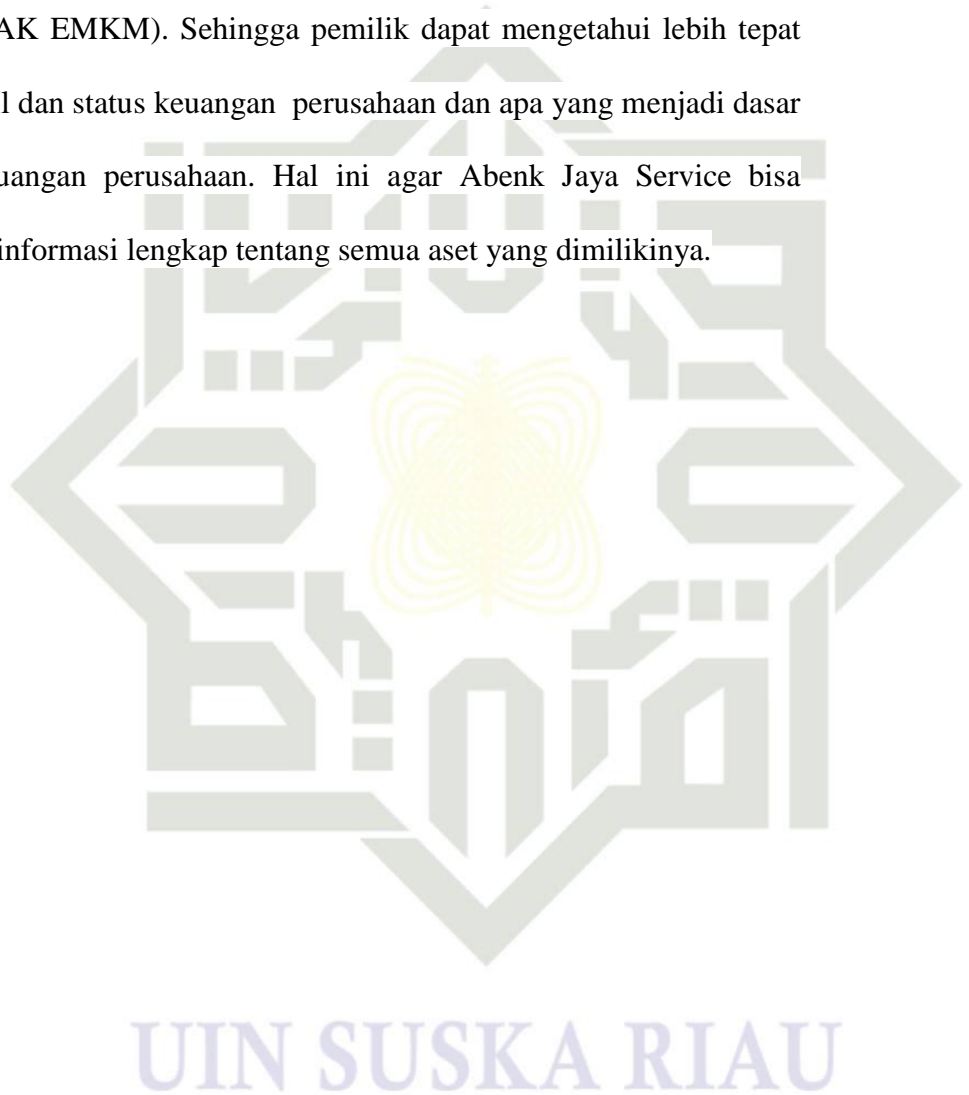 AK EMKM). Sehingga pemilik dapat mengetahui lebih tepat
l dan status keuangan perusahaan dan apa yang menjadi dasar
uangan perusahaan. Hal ini agar Abenk Jaya Service bisa
informasi lengkap tentang semua aset yang dimilikinya.
UIN SUSKA RIAU